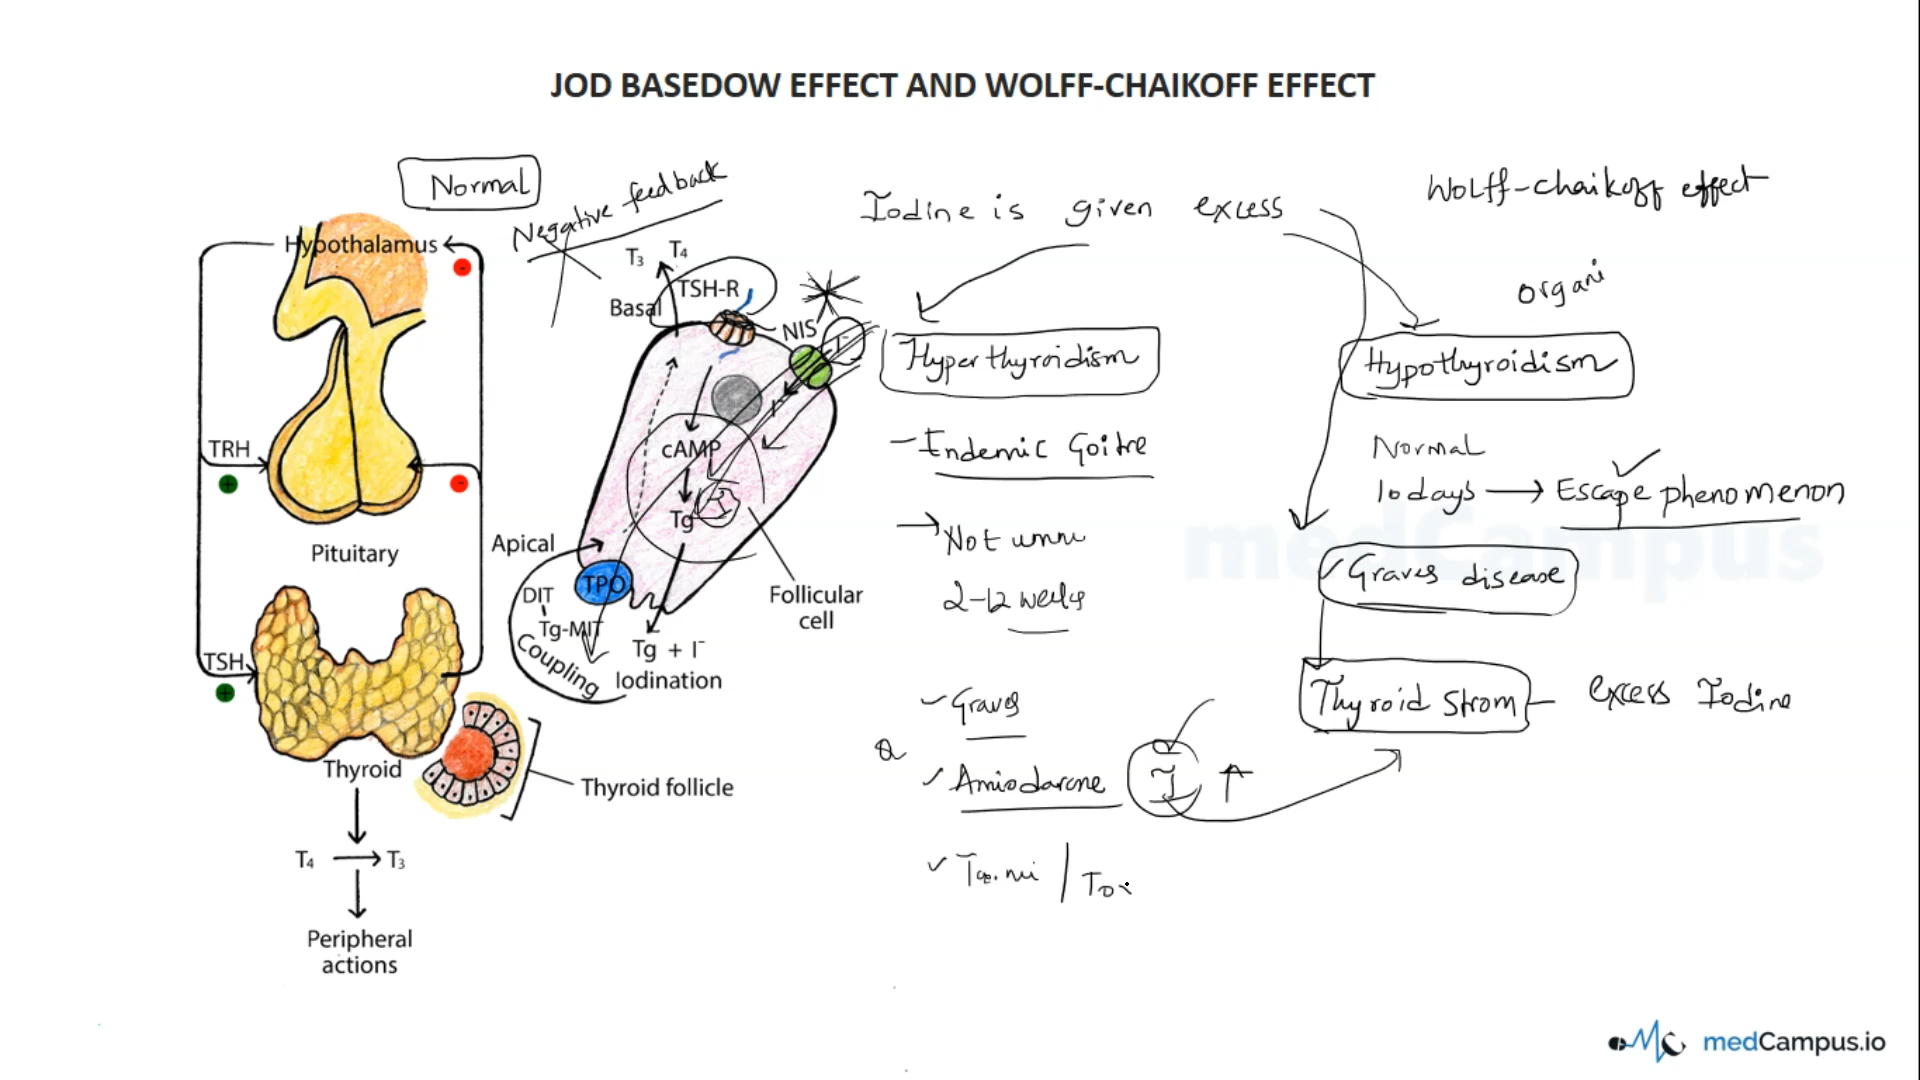 JOD BASEDOW EFFECT AND WOLFF-CHAIKOFF EFFECT
Normal
Negative feedback
Hypothalamus
TRH
Pituitary
TSH
Thyroid
Thyroid follicle
T4 → T3
Peripheral
actions
T3 T4
TSH-R
Basal
NIS
I-
I-
cAMP
Tg
Apical
TPO
DIT
Tg-MIT
Coupling
Tg + I-
Iodination
Follicular
cell
Iodine is given excess
Wolff-chaikoff effect
organi
Hyperthyroidism
- Endemic Goitre
→ Not
2-12 weeks
✓ Graves
✓ Amiodarone
I ↑
✓ / Tox
Hypothyroidism
Normal
10 days → Escape phenomenon
✓ Graves disease
Thyroid Strom - excess Iodine
medCampus
medCampus.io